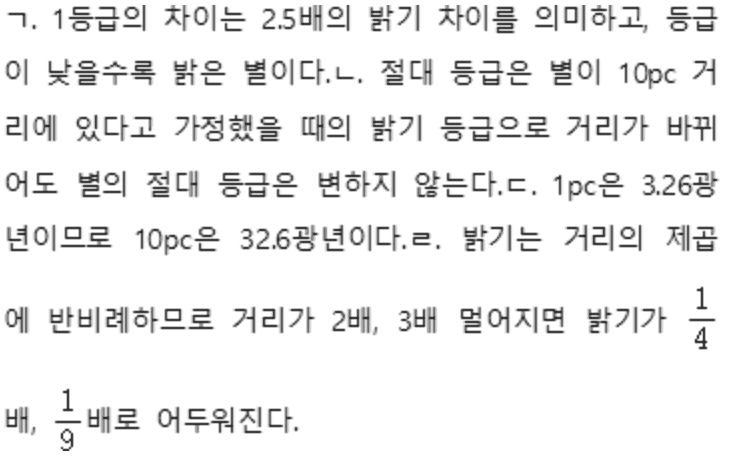 ㄱ. 1등급의 차이는 2.5배의 밝기 차이를 의미하고, 등급
이 낮을수록 밝은 별이다.ㄴ. 절대 등급은 별이 10pc 거
리에 있다고 가정했을 때의 밝기 등급으로 거리가 바뀌
어도 별의 절대 등급은 변하지 않는다.ㄷ. 1pc은 3.26광
년이므로 10pc은 32.6광년이다.ㄹ. 밝기는 거리의 제곱
에 반비례하므로 거리가 2배, 3배 멀어지면 밝기가 1/4
배, 1/9배로 어두워진다.